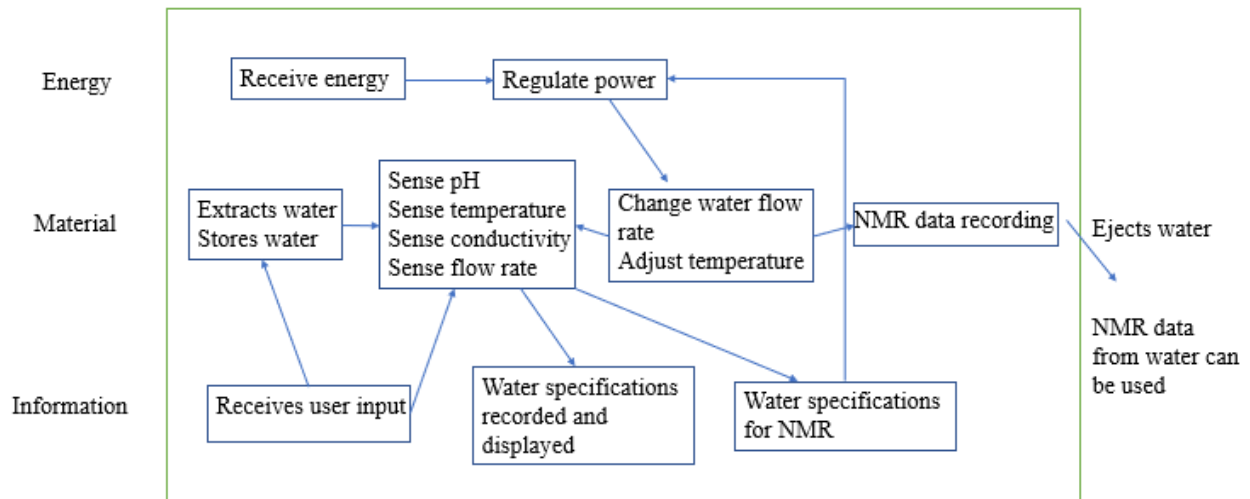 Energy
Receive energy
Regulate power
Material
Extracts water
Stores water
Sense pH
Sense temperature
Sense conductivity
Sense flow rate
Change water flow
rate
Adjust temperature
NMR data recording
Ejects water
NMR data
from water can
be used
Information
Receives user input
Water specifications
recorded and
displayed
Water specifications
for NMR